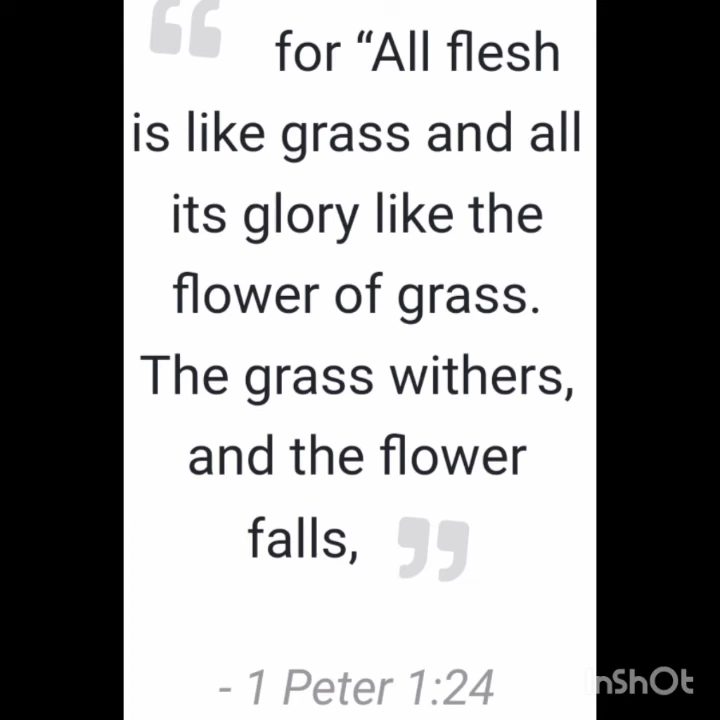 for “All flesh
is like grass and all
its glory like the
flower of grass.
The grass withers,
and the flower
falls, ”
- 1 Peter 1:24
InShOt